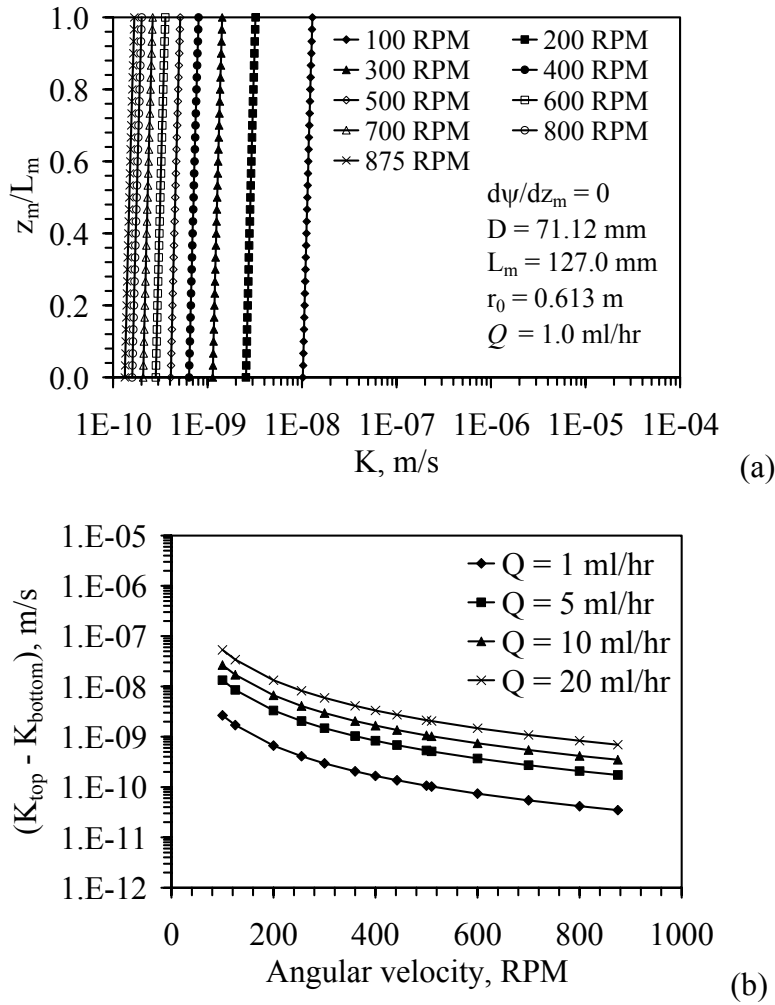 1.0
0.8
0.6
0.4
0.2
0.0
z_m/L_m
100 RPM
200 RPM
300 RPM
400 RPM
500 RPM
600 RPM
700 RPM
800 RPM
875 RPM
dψ/dz_m = 0
D = 71.12 mm
L_m = 127.0 mm
r_0 = 0.613 m
Q = 1.0 ml/hr
1E-10 1E-09 1E-08 1E-07 1E-06 1E-05 1E-04
K, m/s
(a)
1.E-05
1.E-06
1.E-07
1.E-08
1.E-09
1.E-10
1.E-11
1.E-12
(K_top - K_bottom), m/s
Q = 1 ml/hr
Q = 5 ml/hr
Q = 10 ml/hr
Q = 20 ml/hr
0 200 400 600 800 1000
Angular velocity, RPM
(b)